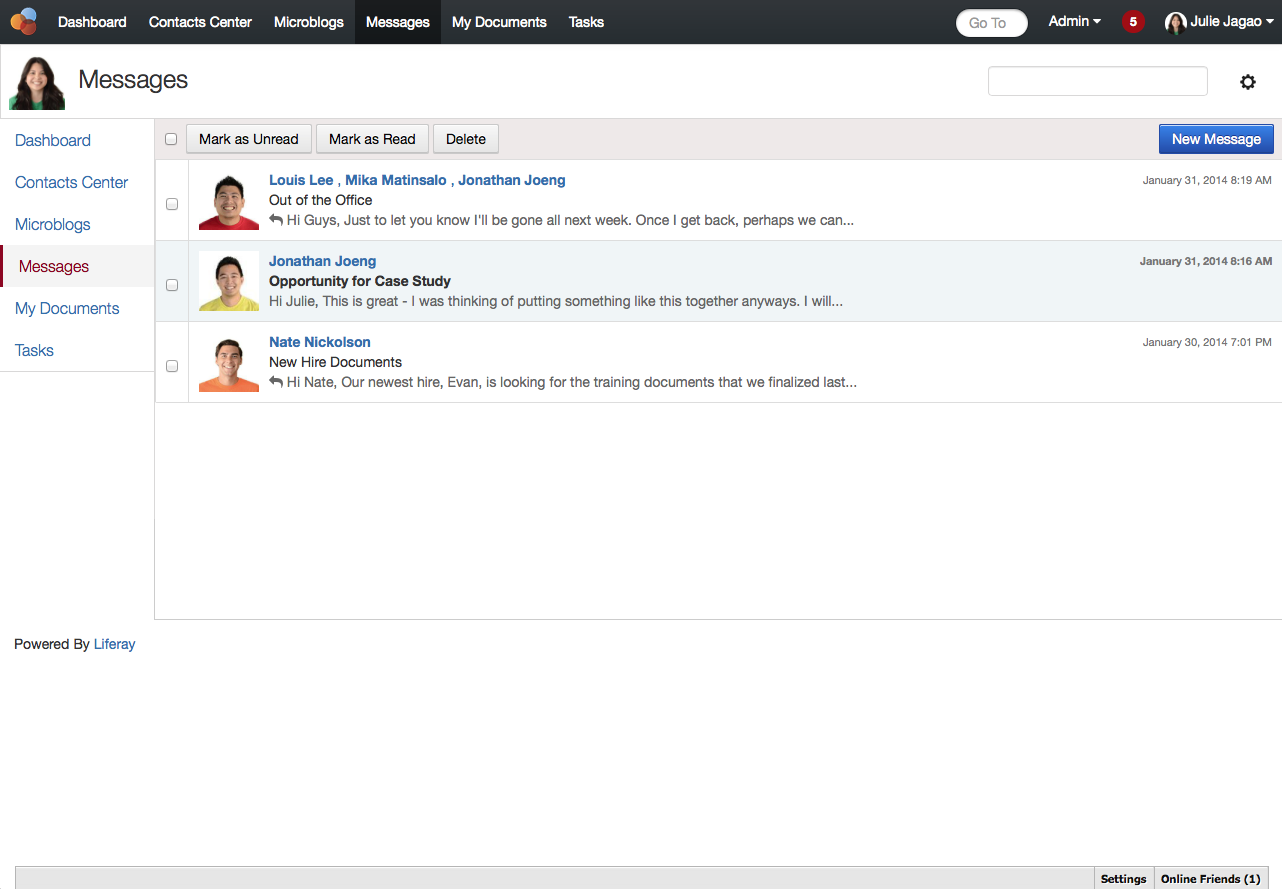 Dashboard Contacts Center Microblogs Messages My Documents Tasks Go To Admin 5 Julie Jagao
Messages
Dashboard
Contacts Center
Microblogs
Messages
My Documents
Tasks
Mark as Unread Mark as Read Delete New Message
Louis Lee , Mika Matinsalo , Jonathan Joeng January 31, 2014 8:19 AM
Out of the Office
Hi Guys, Just to let you know I'll be gone all next week. Once I get back, perhaps we can...
Jonathan Joeng January 31, 2014 8:16 AM
Opportunity for Case Study
Hi Julie, This is great - I was thinking of putting something like this together anyways. I will...
Nate Nickolson January 30, 2014 7:01 PM
New Hire Documents
Hi Nate, Our newest hire, Evan, is looking for the training documents that we finalized last...
Powered By Liferay
Settings Online Friends (1)